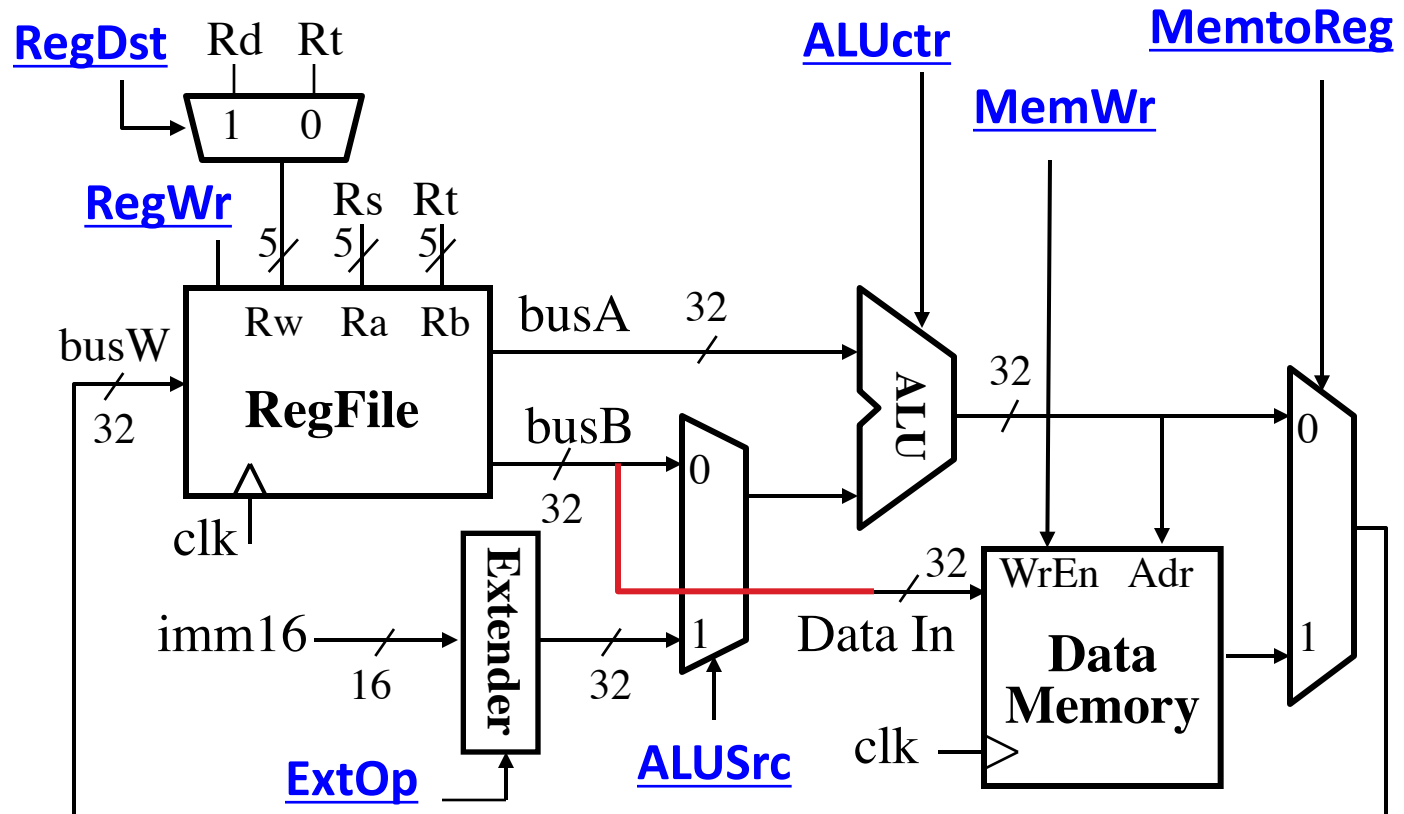 RegDst
Rd Rt
ALUctr
MemtoReg
MemWr
1 0
RegWr
Rs Rt
5 5 5
busW
32
Rw Ra Rb
RegFile
clk
busA
32
busB
32
0
1
ALU
32
imm16
16
Extender
32
ExtOp
ALUSrc
Data In
32
WrEn Adr
Data
Memory
clk
0
1